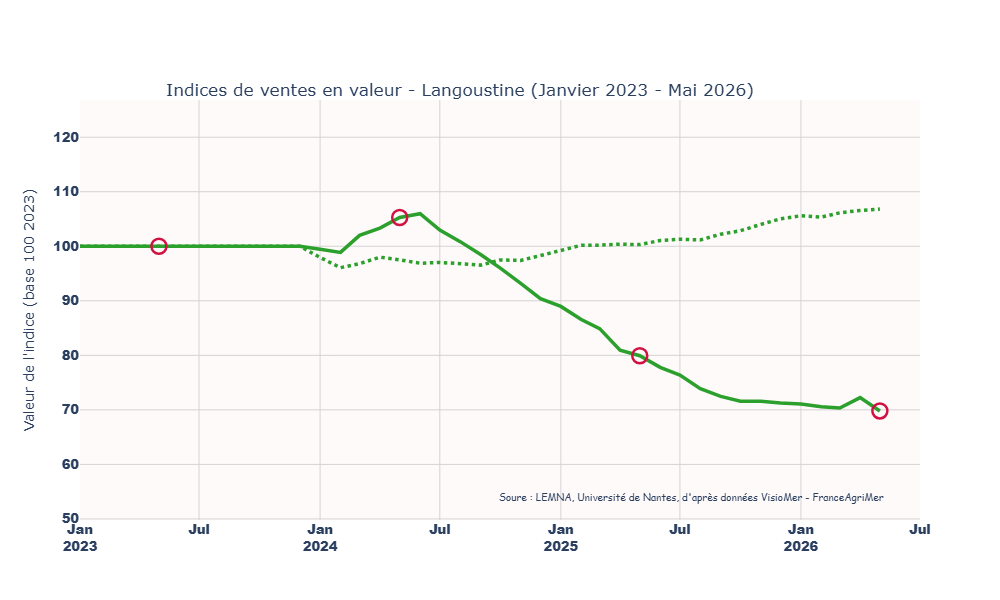 Indices de ventes en valeur - Langoustine (Janvier 2023 - Mai 2026)
Valeur de l'indice (base 100 2023)
120
110
100
90
80
70
60
50
Soure : LEMNA, Université de Nantes, d'après données VisioMer - FranceAgriMer
Jan Jul Jan Jul Jan Jul Jan Jul
2023 2024 2025 2026